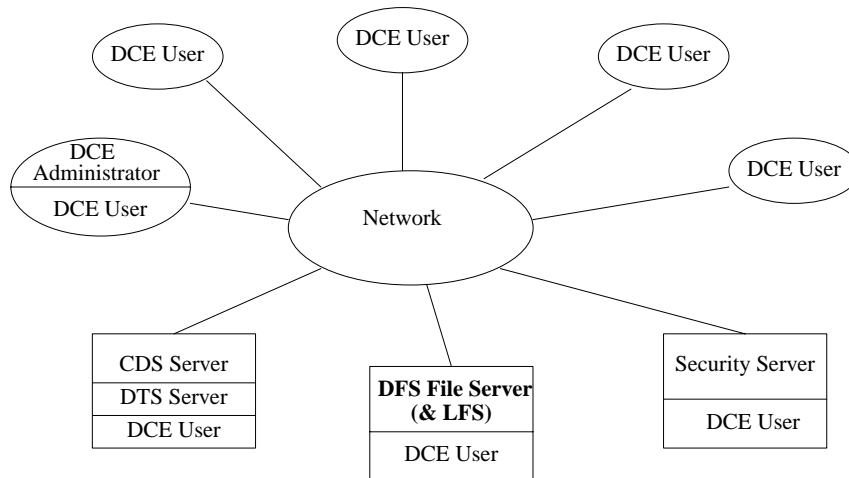 DCE User
DCE User
DCE User
DCE
Administrator
DCE User
DCE User
Network
CDS Server
DTS Server
DCE User
DFS File Server
(& LFS)
DCE User
Security Server
DCE User